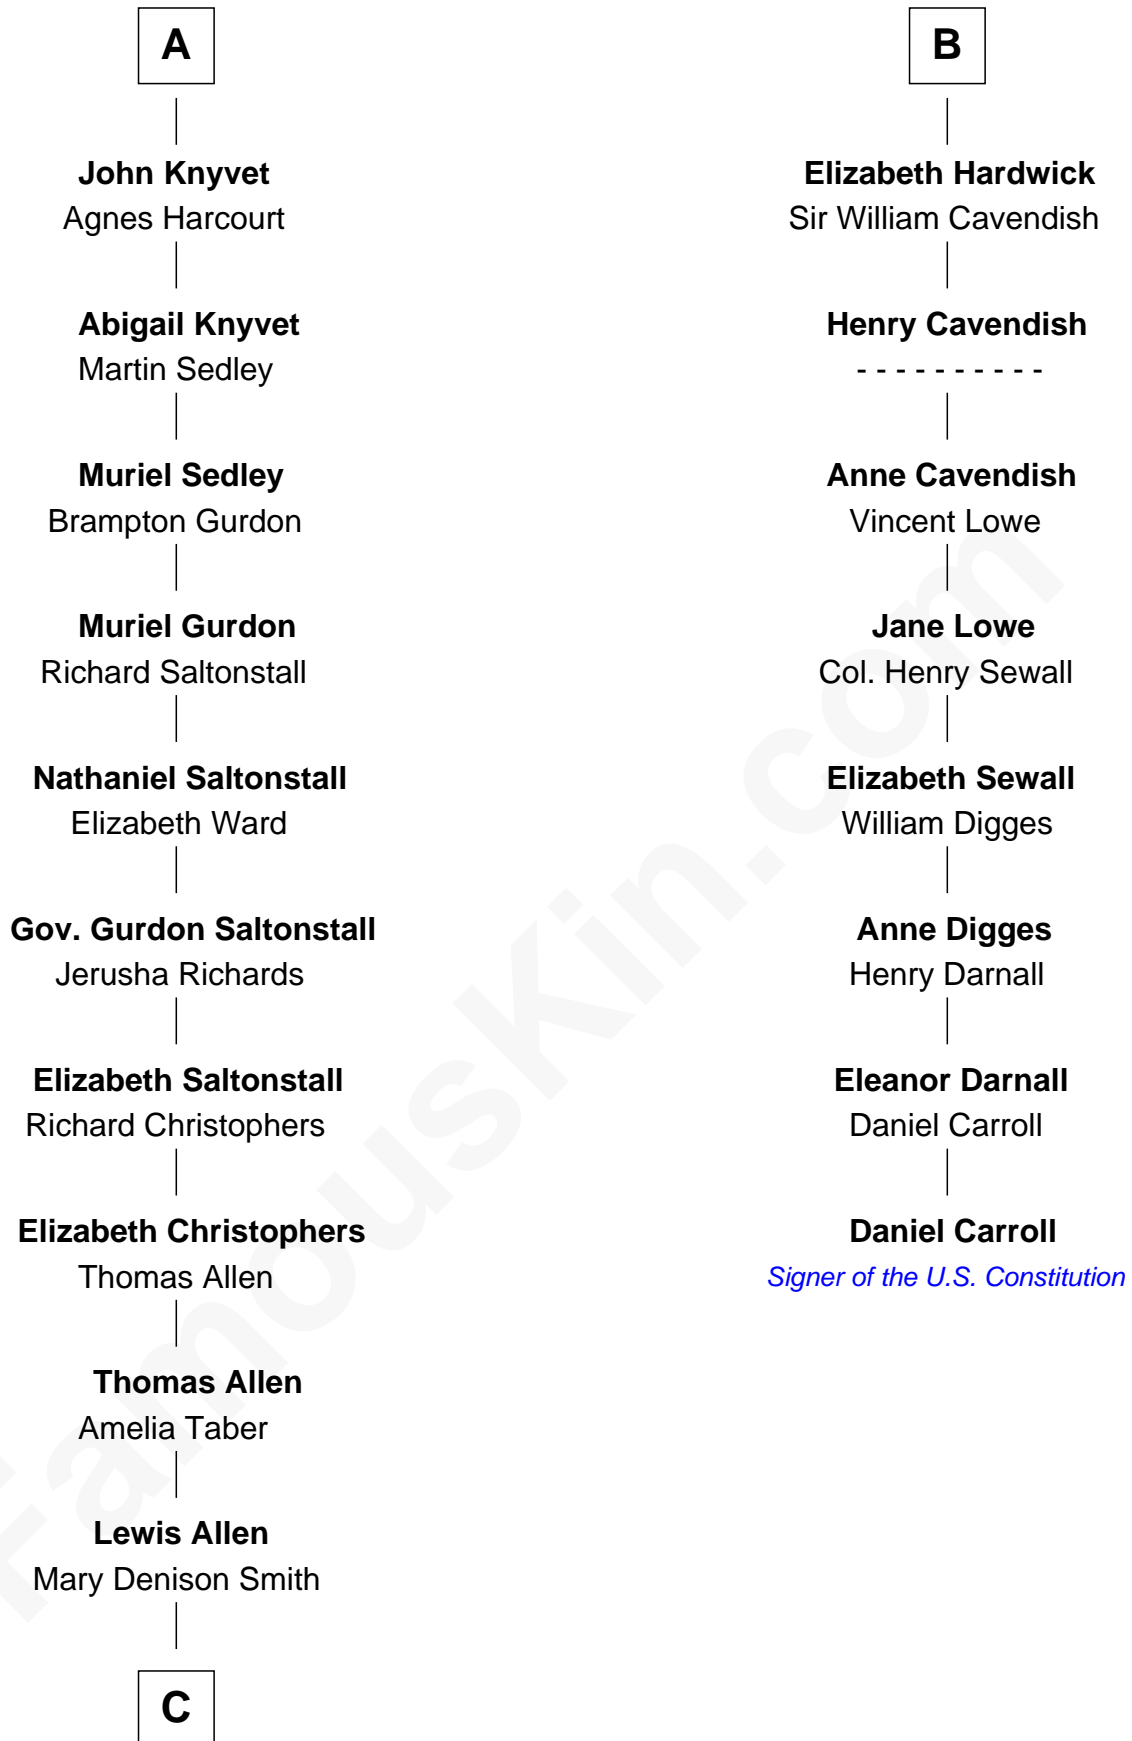 A
John Knyvet
Agnes Harcourt
Abigail Knyvet
Martin Sedley
Muriel Sedley
Brampton Gurdon
Muriel Gurdon
Richard Saltonstall
Nathaniel Saltonstall
Elizabeth Ward
Gov. Gurdon Saltonstall
Jerusha Richards
Elizabeth Saltonstall
Richard Christophers
Elizabeth Christophers
Thomas Allen
Thomas Allen
Amelia Taber
Lewis Allen
Mary Denison Smith
C
B
Elizabeth Hardwick
Sir William Cavendish
Henry Cavendish
- - - - - - - - - -
Anne Cavendish
Vincent Lowe
Jane Lowe
Col. Henry Sewall
Elizabeth Sewall
William Digges
Anne Digges
Henry Darnall
Eleanor Darnall
Daniel Carroll
Daniel Carroll
Signer of the U.S. Constitution
FamousKin.com